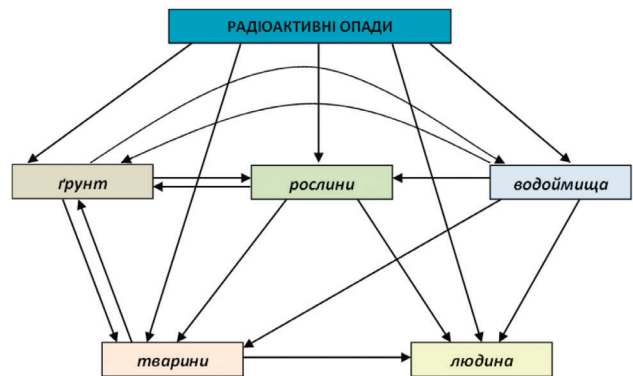 РАДІОАКТИВНІ ОПАДИ
ґрунт
рослини
водоймища
тварини
людина